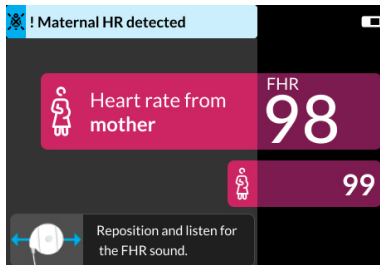 ! Maternal HR detected
FHR
Heart rate from
mother
98
99
Reposition and listen for
the FHR sound.